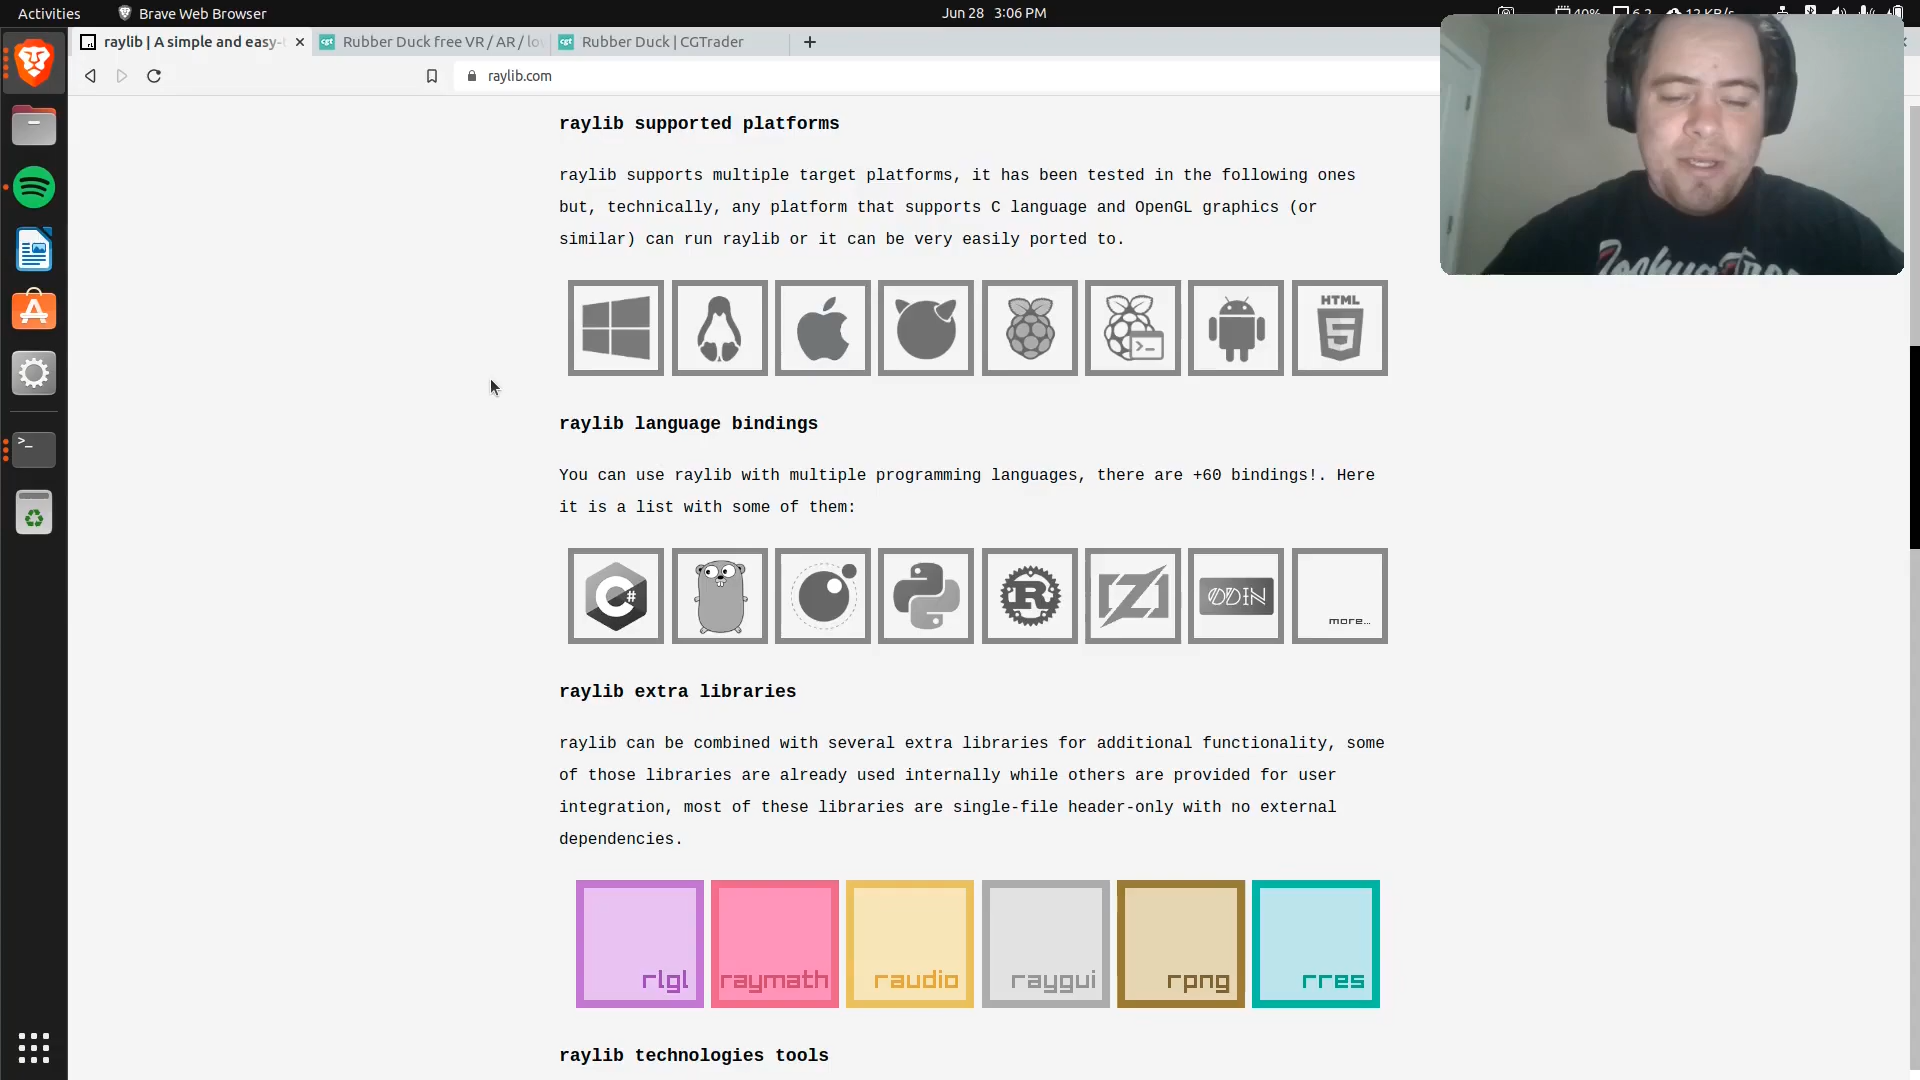 Activities
Brave Web Browser
Jun 28 3:06 PM
40%
6.2
12 KB/s
raylib | A simple and easy-
Rubber Duck free VR / AR / lo
Rubber Duck | CGTrader
raylib.com
raylib supported platforms
raylib supports multiple target platforms, it has been tested in the following ones
but, technically, any platform that supports C language and OpenGL graphics (or
similar) can run raylib or it can be very easily ported to.
HTML
5
raylib language bindings
You can use raylib with multiple programming languages, there are +60 bindings!. Here
it is a list with some of them:
C#
R
ODIN
more...
raylib extra libraries
raylib can be combined with several extra libraries for additional functionality, some
of those libraries are already used internally while others are provided for user
integration, most of these libraries are single-file header-only with no external
dependencies.
rlgl
raymath
raudio
raygui
rpng
rres
raylib technologies tools